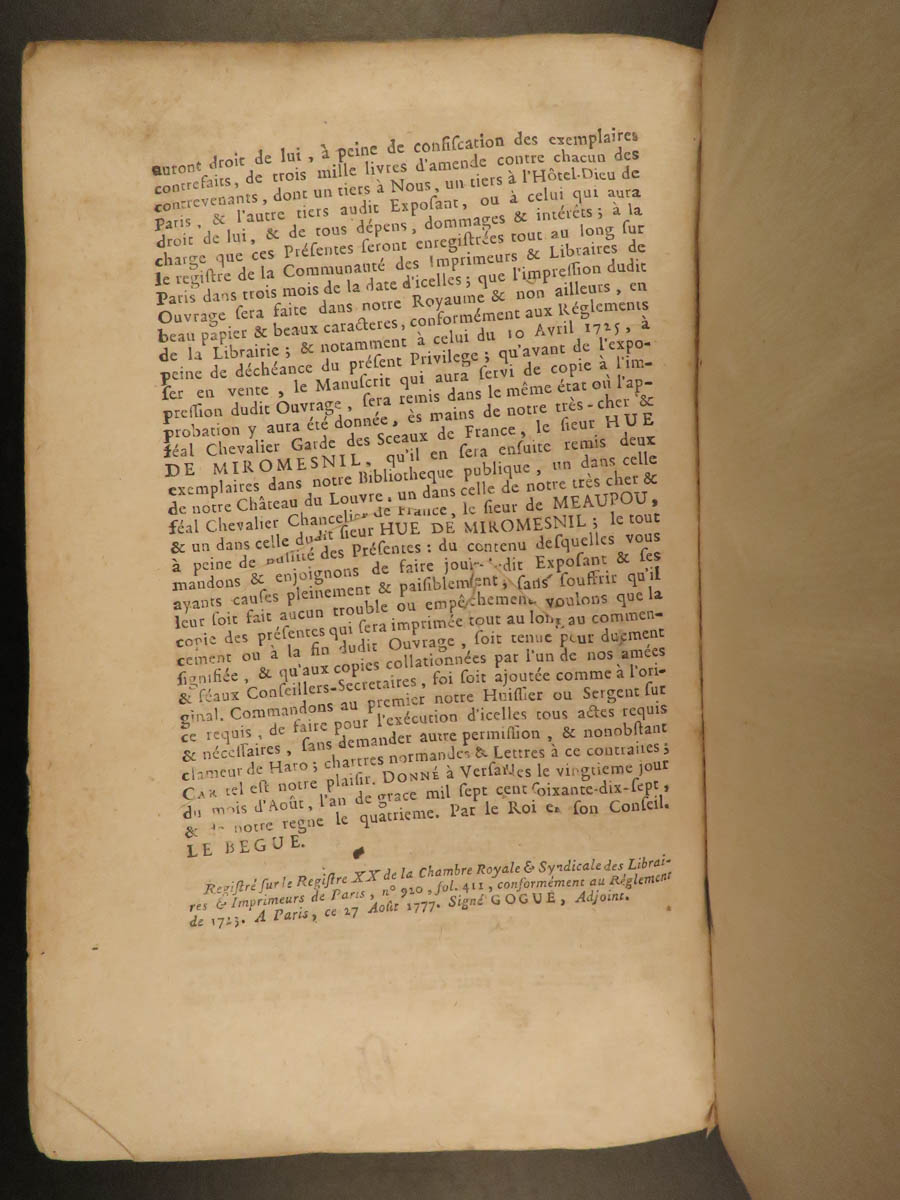 auront droit de lui, à peine de confiſcation des exemplaires
contrefaits, de trois mille livres d'amende contre chacun des
contrevenants, dont un tiers à Nous, un tiers à l'Hôtel-Dieu de
Paris, & l'autre tiers audit Expoſant, ou à celui qui aura
droit de lui, & de tous dépens, dommages & intérêts; à la
charge que ces Préſentes ſeront enregiſtrées tout au long ſur
le regiſtre de la Communauté des Imprimeurs & Libraires de
Paris dans trois mois de la date d'icelles; que l'impreſſion dudit
Ouvrage ſera faite dans notre Royaume & non ailleurs, en
beau papier & beaux caracteres, conformément aux Réglements
de la Librairie; & notamment à celui du 10 Avril 1725, à
peine de déchéance du préſent Privilege; qu'avant de l'expo-
ſer en vente, le Manuſcrit qui aura ſervi de copie à l'im-
preſſion dudit Ouvrage, ſera remis dans le même état où l'ap-
probation y aura été donnée, ès mains de notre très-cher &
féal Chevalier Garde des Sceaux de France, le ſieur HUE
DE MIROMESNIL, qu'il en ſera enſuite remis deux
exemplaires dans notre Bibliotheque publique, un dans celle
de notre Château du Louvre, un dans celle de notre très cher &
féal Chevalier Chancelier de France, le ſieur de MEAUPOU,
& un dans celle dudit ſieur HUE DE MIROMESNIL; le tout
à peine de nullité des Préſentes: du contenu deſquelles vous
mandons & enjoignons de faire jouir dit Expoſant & ſes
ayants cauſes pleinement & paiſiblement, ſans ſouffrir qu'il
leur ſoit fait aucun trouble ou empêchement voulons que la
copie des préſentes qui ſera imprimée tout au long au commen-
cement ou à la fin dudit Ouvrage, ſoit tenue pour duement
ſignifiée, & qu'aux copies collationnées par l'un de nos amées
& féaux Conſeillers-Secretaires, foi ſoit ajoutée comme à l'ori-
ginal. Commandons au premier notre Huiſſier ou Sergent ſur
ce requis, de faire pour l'exécution d'icelles tous actes requis
& néceſſaires, ſans demander autre permiſſion, & nonobſtant
clameur de Haro; chartres normandes & Lettres à ce contraires;
CAR tel eſt notre plaiſir. DONNÉ à Verſailles le vingtieme jour
du mois d'Août, l'an de grace mil ſept cent ſoixante-dix-ſept,
& de notre regne le quatrieme. Par le Roi en ſon Conſeil.
LE BEGUE.
Regiſtré ſur le Regiſtre XX de la Chambre Royale & Syndicale des Librai-
res & Imprimeurs de Paris, nº 920, fol. 411, conformément au Réglement
de 1723. A Paris, ce 27 Août 1777. Signé GOGUÉ, Adjoint.